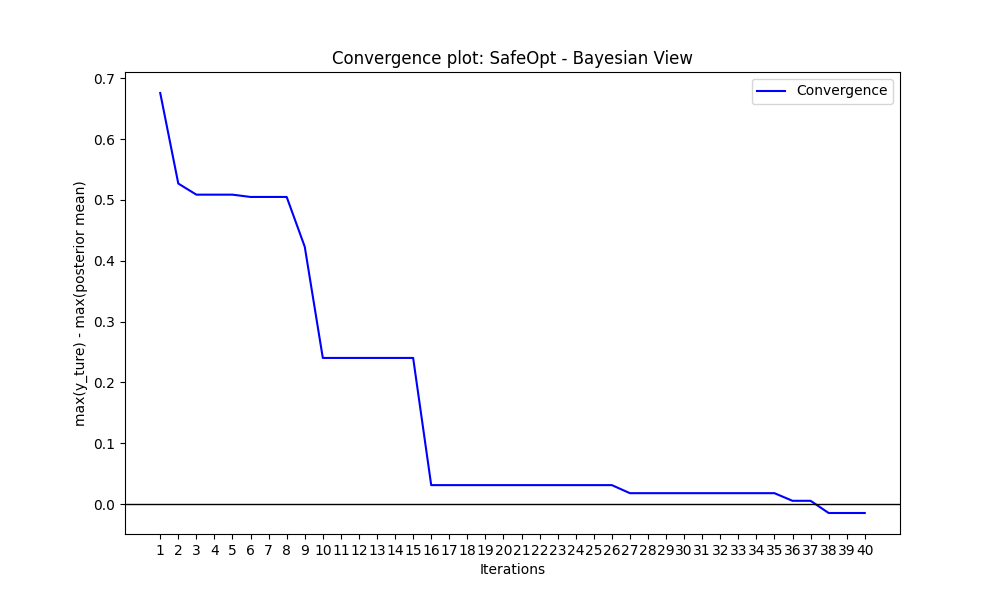 Convergence plot: SafeOpt - Bayesian View
Convergence
max(y_ture) - max(posterior mean)
0.7
0.6
0.5
0.4
0.3
0.2
0.1
0.0
1 2 3 4 5 6 7 8 9 10 11 12 13 14 15 16 17 18 19 20 21 22 23 24 25 26 27 28 29 30 31 32 33 34 35 36 37 38 39 40
Iterations